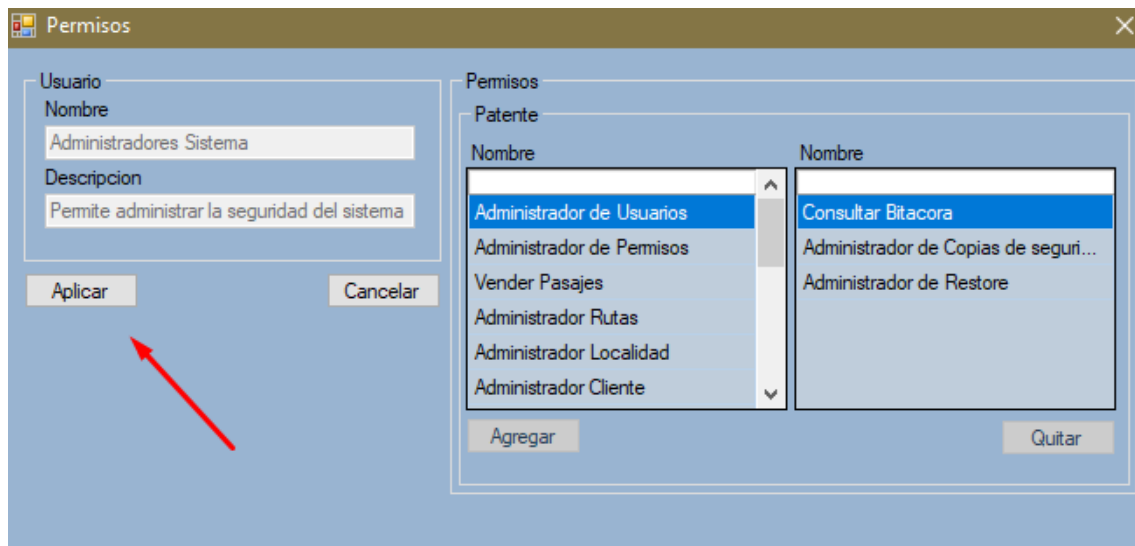 Permisos
Usuario
Nombre
Administradores Sistema
Descripcion
Permite administrar la seguridad del sistema
Aplicar
Cancelar
Permisos
Patente
Nombre
Administrador de Usuarios
Administrador de Permisos
Vender Pasajes
Administrador Rutas
Administrador Localidad
Administrador Cliente
Agregar
Nombre
Consultar Bitacora
Administrador de Copias de seguri...
Administrador de Restore
Quitar